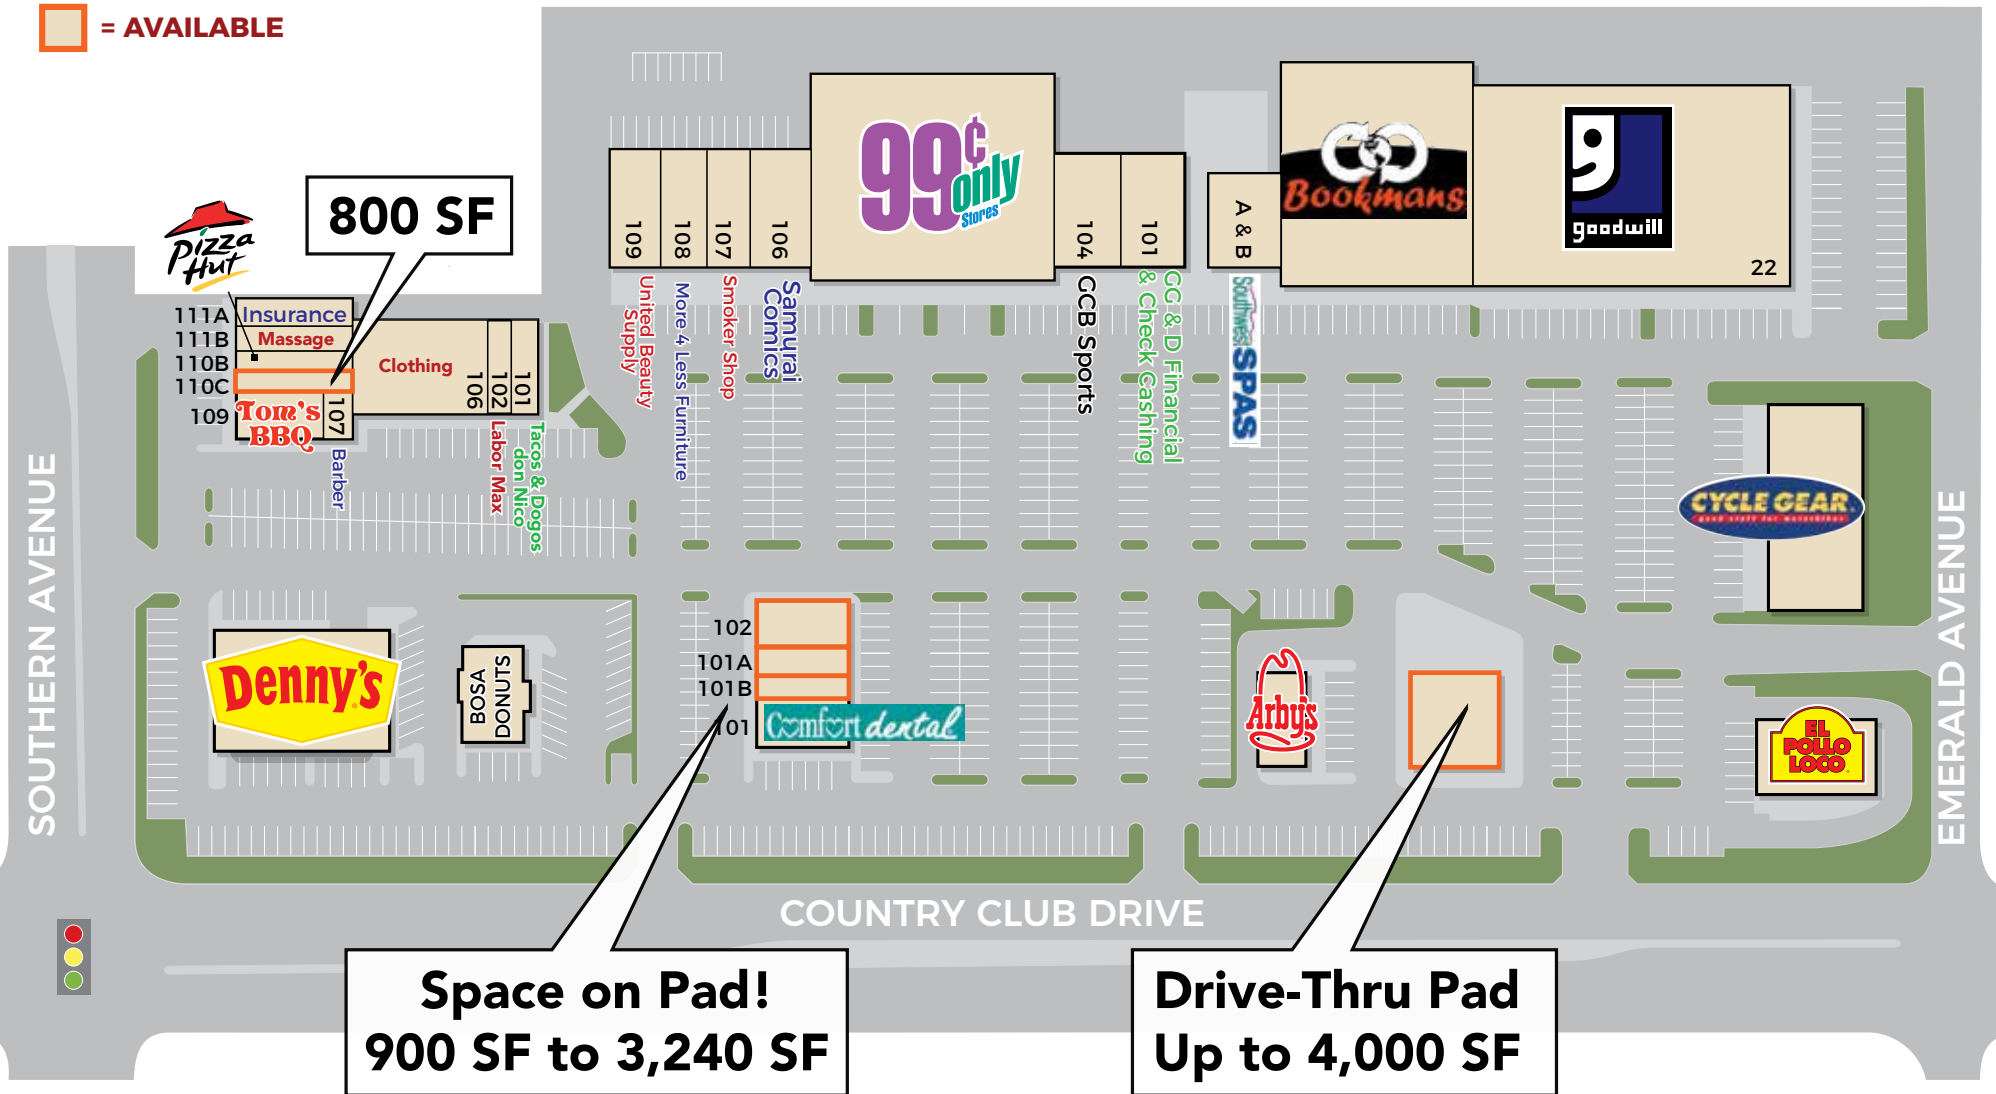 = AVAILABLE
Pizza
Hut
800 SF
111A
Insurance
111B
Massage
110B
110C
109
Tom's
BBQ
107
Barber
Clothing
106
102
101
Labor Max
Tacos & Dogos
don Nico
109
108
107
106
United Beauty
Supply
More 4 Less Furniture
Smoker Shop
Samurai
Comics
99¢
only
Stores
104
101
GCB Sports
GC & D Financial
& Check Cashing
A & B
Southwest
SPAS
Bookmans
goodwill
22
CYCLE GEAR
SOUTHERN AVENUE
EMERALD AVENUE
Denny's
BOSA
DONUTS
102
101A
101B
101
Comfort dental
Arby's
EL
POLLO
LOCO
COUNTRY CLUB DRIVE
Space on Pad!
900 SF to 3,240 SF
Drive-Thru Pad
Up to 4,000 SF